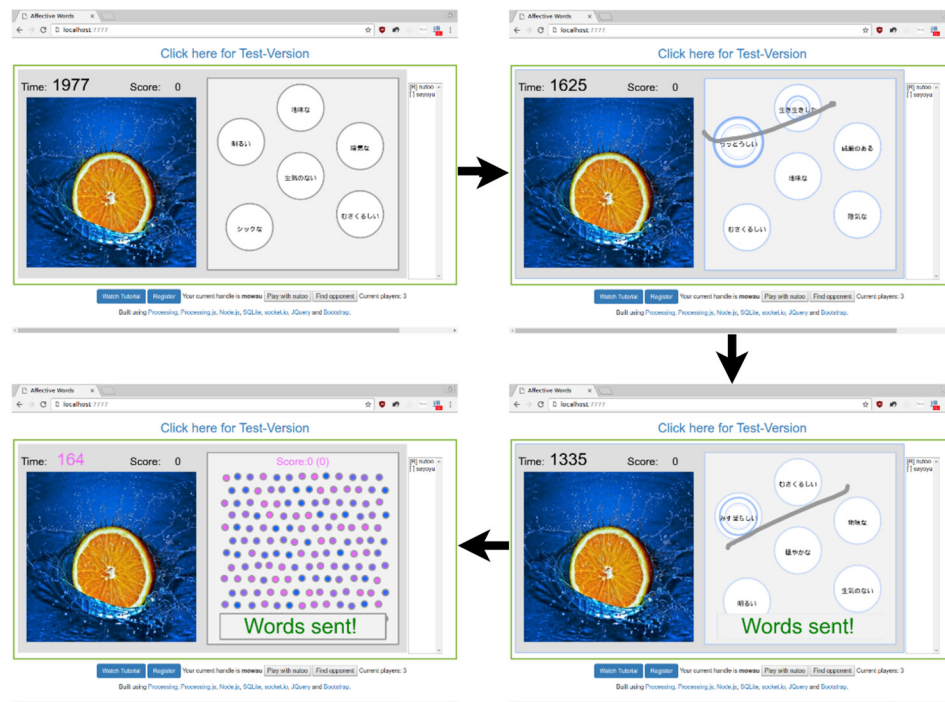 Affective Words
localhost:7777
Click here for Test-Version
Time: 1977 Score: 0
[R] nutoo
[ ] sayoyu
地味な
明るい
陽気な
生気のない
むさくるしい
シックな
Watch Tutorial Register Your current handle is mowau Play with nutoo Find opponent Current players: 3
Built using Processing, Processing.js, Node.js, SQLite, socket.io, JQuery and Bootstrap.
Affective Words
localhost:7777
Click here for Test-Version
Time: 1625 Score: 0
[R] nutoo
[ ] sayoyu
生き生きした
うっとうしい
地味な
陰気な
むさくるしい
Watch Tutorial Register Your current handle is mowau Play with nutoo Find opponent Current players: 3
Built using Processing, Processing.js, Node.js, SQLite, socket.io, JQuery and Bootstrap.
Affective Words
localhost:7777
Click here for Test-Version
Time: 164 Score: 0
Score:0 (0)
[R] nutoo
[ ] sayoyu
Words sent!
Watch Tutorial Register Your current handle is mowau Play with nutoo Find opponent Current players: 3
Built using Processing, Processing.js, Node.js, SQLite, socket.io, JQuery and Bootstrap.
Affective Words
localhost:7777
Click here for Test-Version
Time: 1335 Score: 0
[R] nutoo
[ ] sayoyu
むさくるしい
みすぼらしい
地味な
穏やかな
生気のない
明るい
Words sent!
Watch Tutorial Register Your current handle is mowau Play with nutoo Find opponent Current players: 3
Built using Processing, Processing.js, Node.js, SQLite, socket.io, JQuery and Bootstrap.